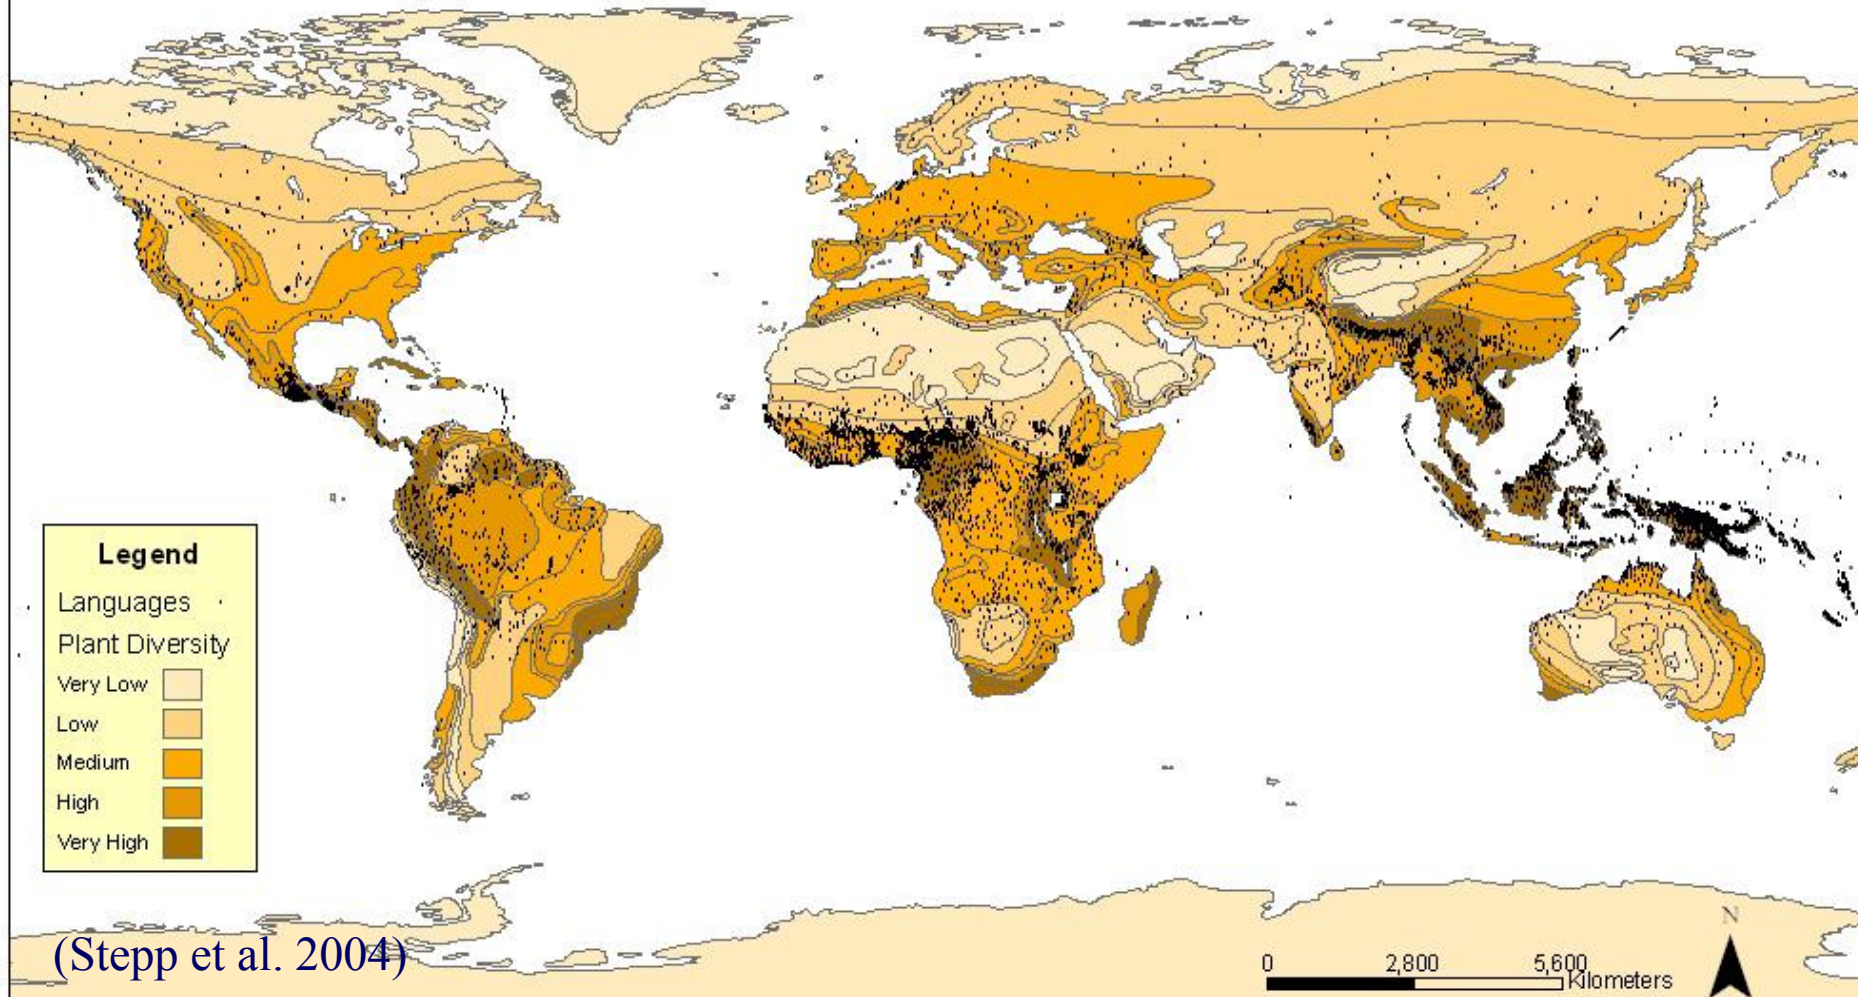 Legend
Languages
Plant Diversity
Very Low
Low
Medium
High
Very High
(Stepp et al. 2004)
0 2,800 5,600 Kilometers
N